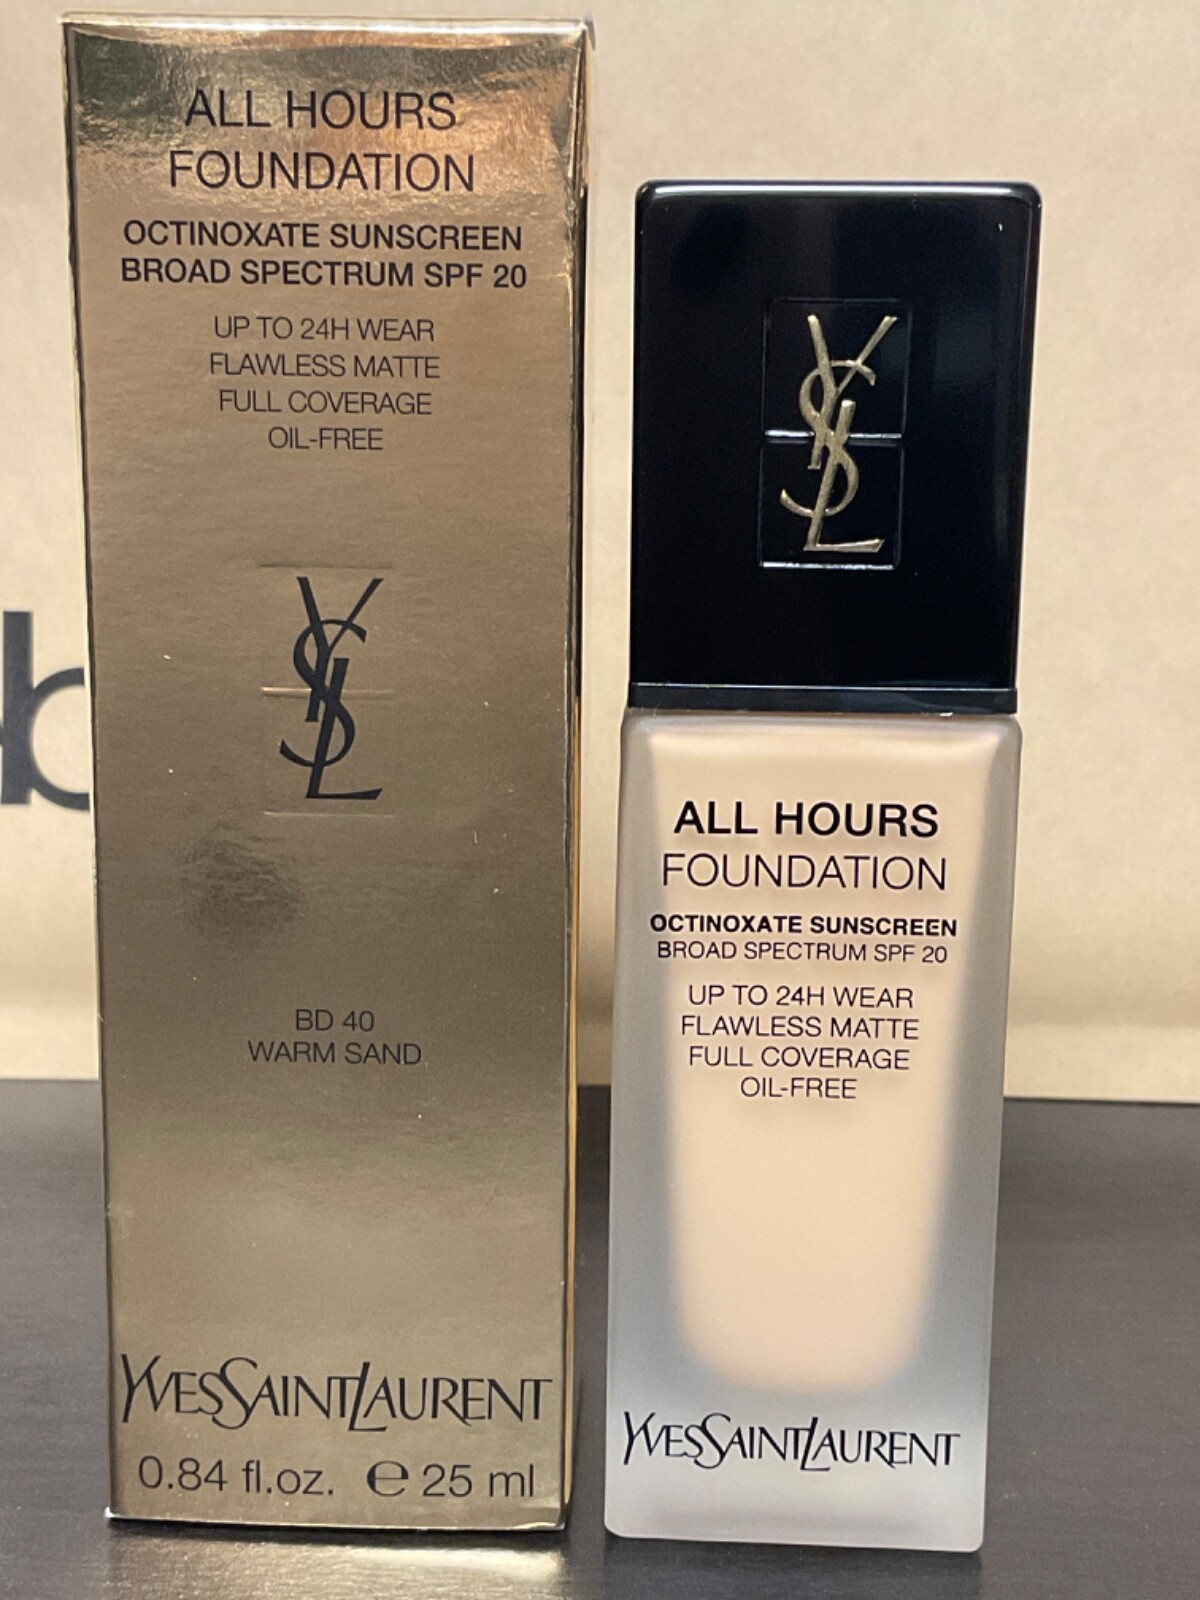 ALL HOURS
FOUNDATION
OCTINOXATE SUNSCREEN
BROAD SPECTRUM SPF 20
UP TO 24H WEAR
FLAWLESS MATTE
FULL COVERAGE
OIL-FREE
YSL
BD 40
WARM SAND
YVESSAINTLAURENT
0.84 fl.oz. ℮ 25 ml
YSL
ALL HOURS
FOUNDATION
OCTINOXATE SUNSCREEN
BROAD SPECTRUM SPF 20
UP TO 24H WEAR
FLAWLESS MATTE
FULL COVERAGE
OIL-FREE
YVESSAINTLAURENT
b